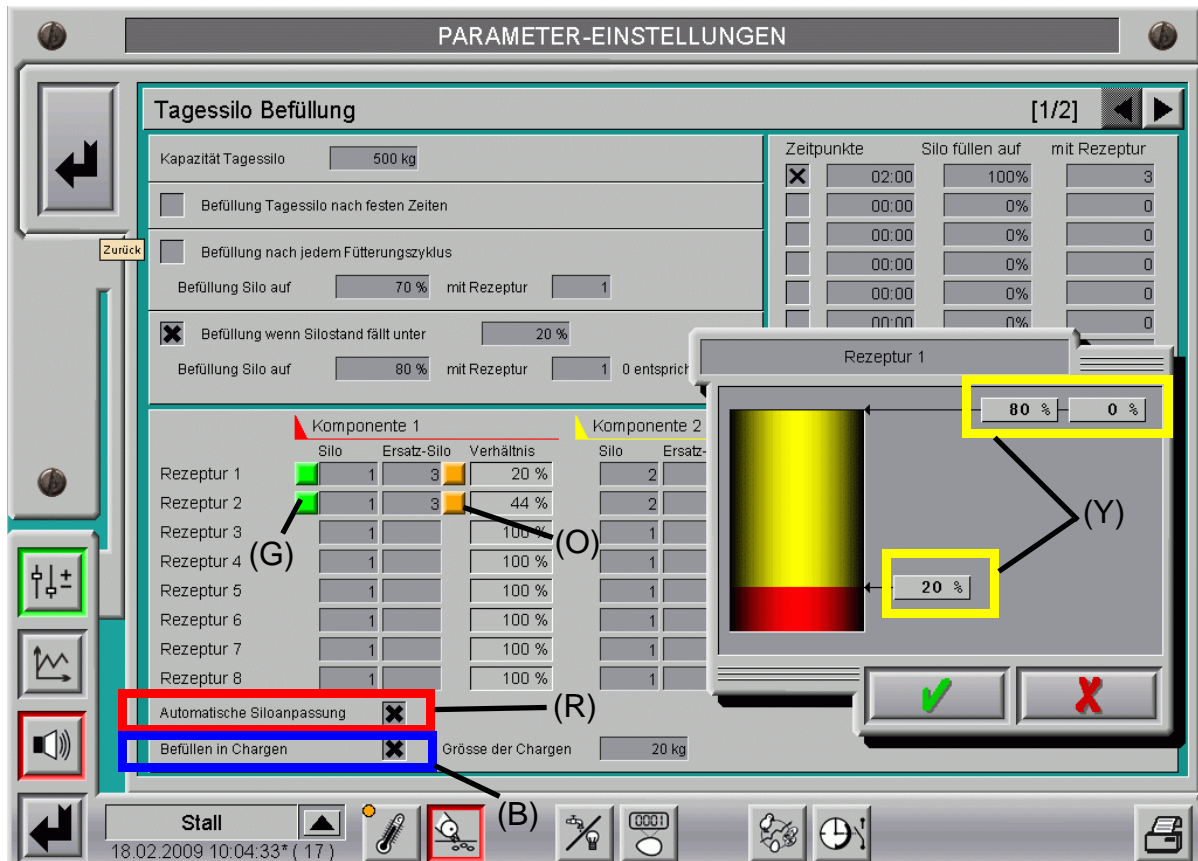 PARAMETER-EINSTELLUNGEN
Tagessilo Befüllung
[1/2]
Kapazität Tagessilo 500 kg
Befüllung Tagessilo nach festen Zeiten
Zurück
Befüllung nach jedem Fütterungszyklus
Befüllung Silo auf 70 % mit Rezeptur 1
Befüllung wenn Silostand fällt unter 20 %
Befüllung Silo auf 80 % mit Rezeptur 1 0
Zeitpunkte Silo füllen auf mit Rezeptur
02:00 100% 3
00:00 0% 0
00:00 0% 0
00:00 0% 0
00:00 0% 0
00:00 0% 0
Rezeptur 1
80 % 0 %
(Y)
20 %
Komponente 1 Komponente 2
Silo Ersatz-Silo Verhältnis Silo
Rezeptur 1 1 3 20 % 2
Rezeptur 2 1 3 44 % 2
Rezeptur 3 1 100 % 1
Rezeptur 4 1 100 % 1
Rezeptur 5 1 100 % 1
Rezeptur 6 1 100 % 1
Rezeptur 7 1 100 % 1
Rezeptur 8 1 100 % 1
(G)
(O)
Automatische Siloanpassung
(R)
Befüllen in Chargen Grösse der Chargen 20 kg
(B)
Stall
18.02.2009 10:04:33* ( 17 )
0001